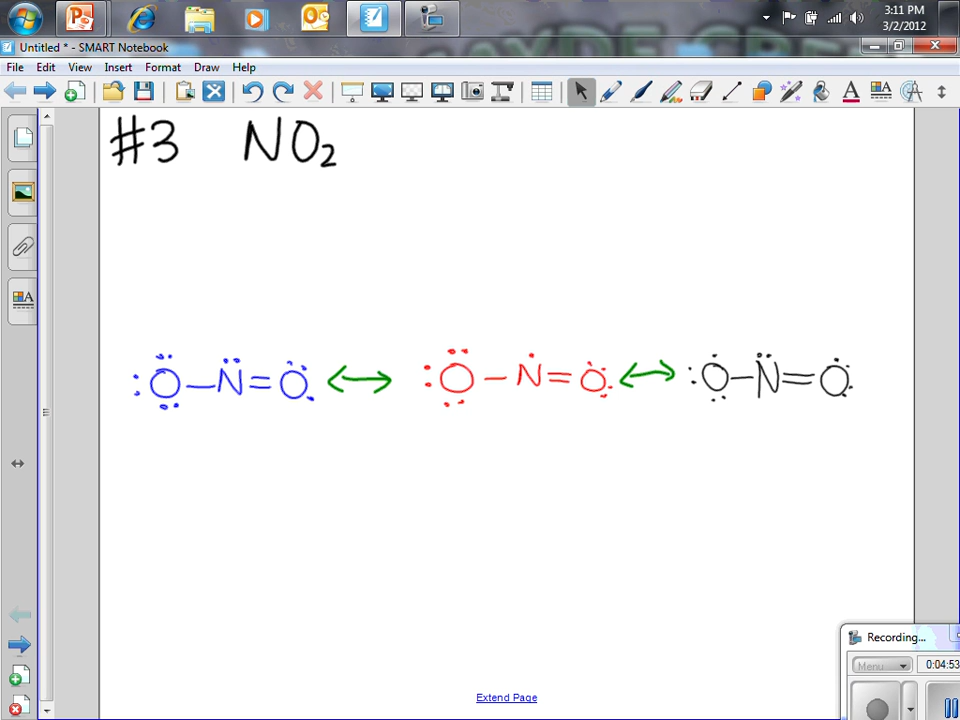 3:11 PM
3/2/2012
Untitled * - SMART Notebook
File Edit View Insert Format Draw Help
#3 NO₂
:O–N=O ↔ :O–N=O ↔ :O–N=O
Recording...
Menu 0:04:53
Extend Page